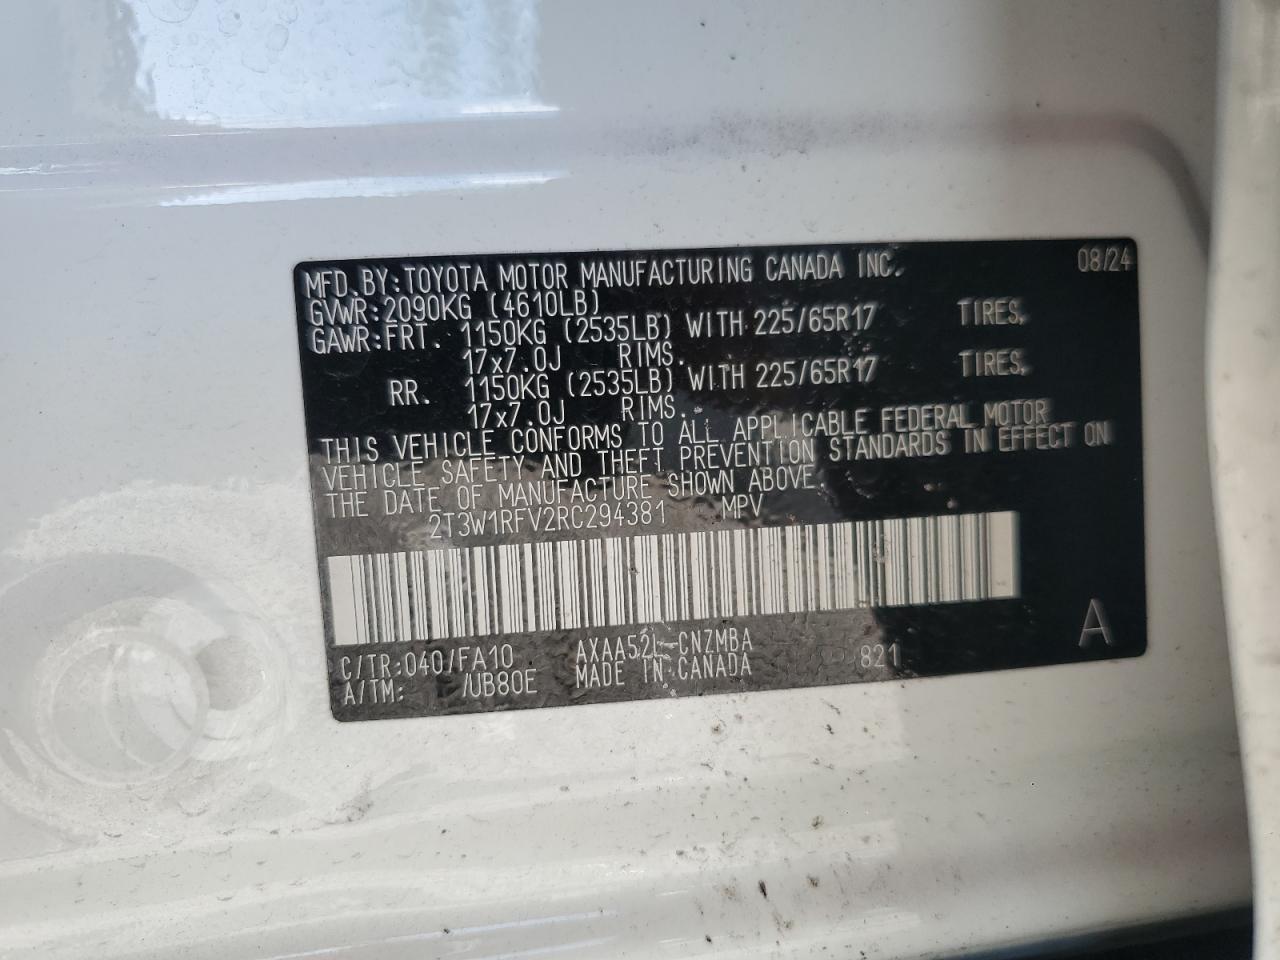 MFD.BY:TOYOTA MOTOR MANUFACTURING CANADA INC. 08/24
GVWR:2090KG (4610LB)
GAWR:FRT. 1150KG (2535LB) WITH 225/65R17 TIRES,
17x7.0J RIMS.
RR. 1150KG (2535LB) WITH 225/65R17 TIRES,
17x7.0J RIMS.
THIS VEHICLE CONFORMS TO ALL APPLICABLE FEDERAL MOTOR
VEHICLE SAFETY AND THEFT PREVENTION STANDARDS IN EFFECT ON
THE DATE OF MANUFACTURE SHOWN ABOVE.
2T3W1RFV2RC294381 MPV
C/TR:040/FA10 AXAA52L-CNZMBA 821 A
A/TM: /UB80E MADE IN CANADA